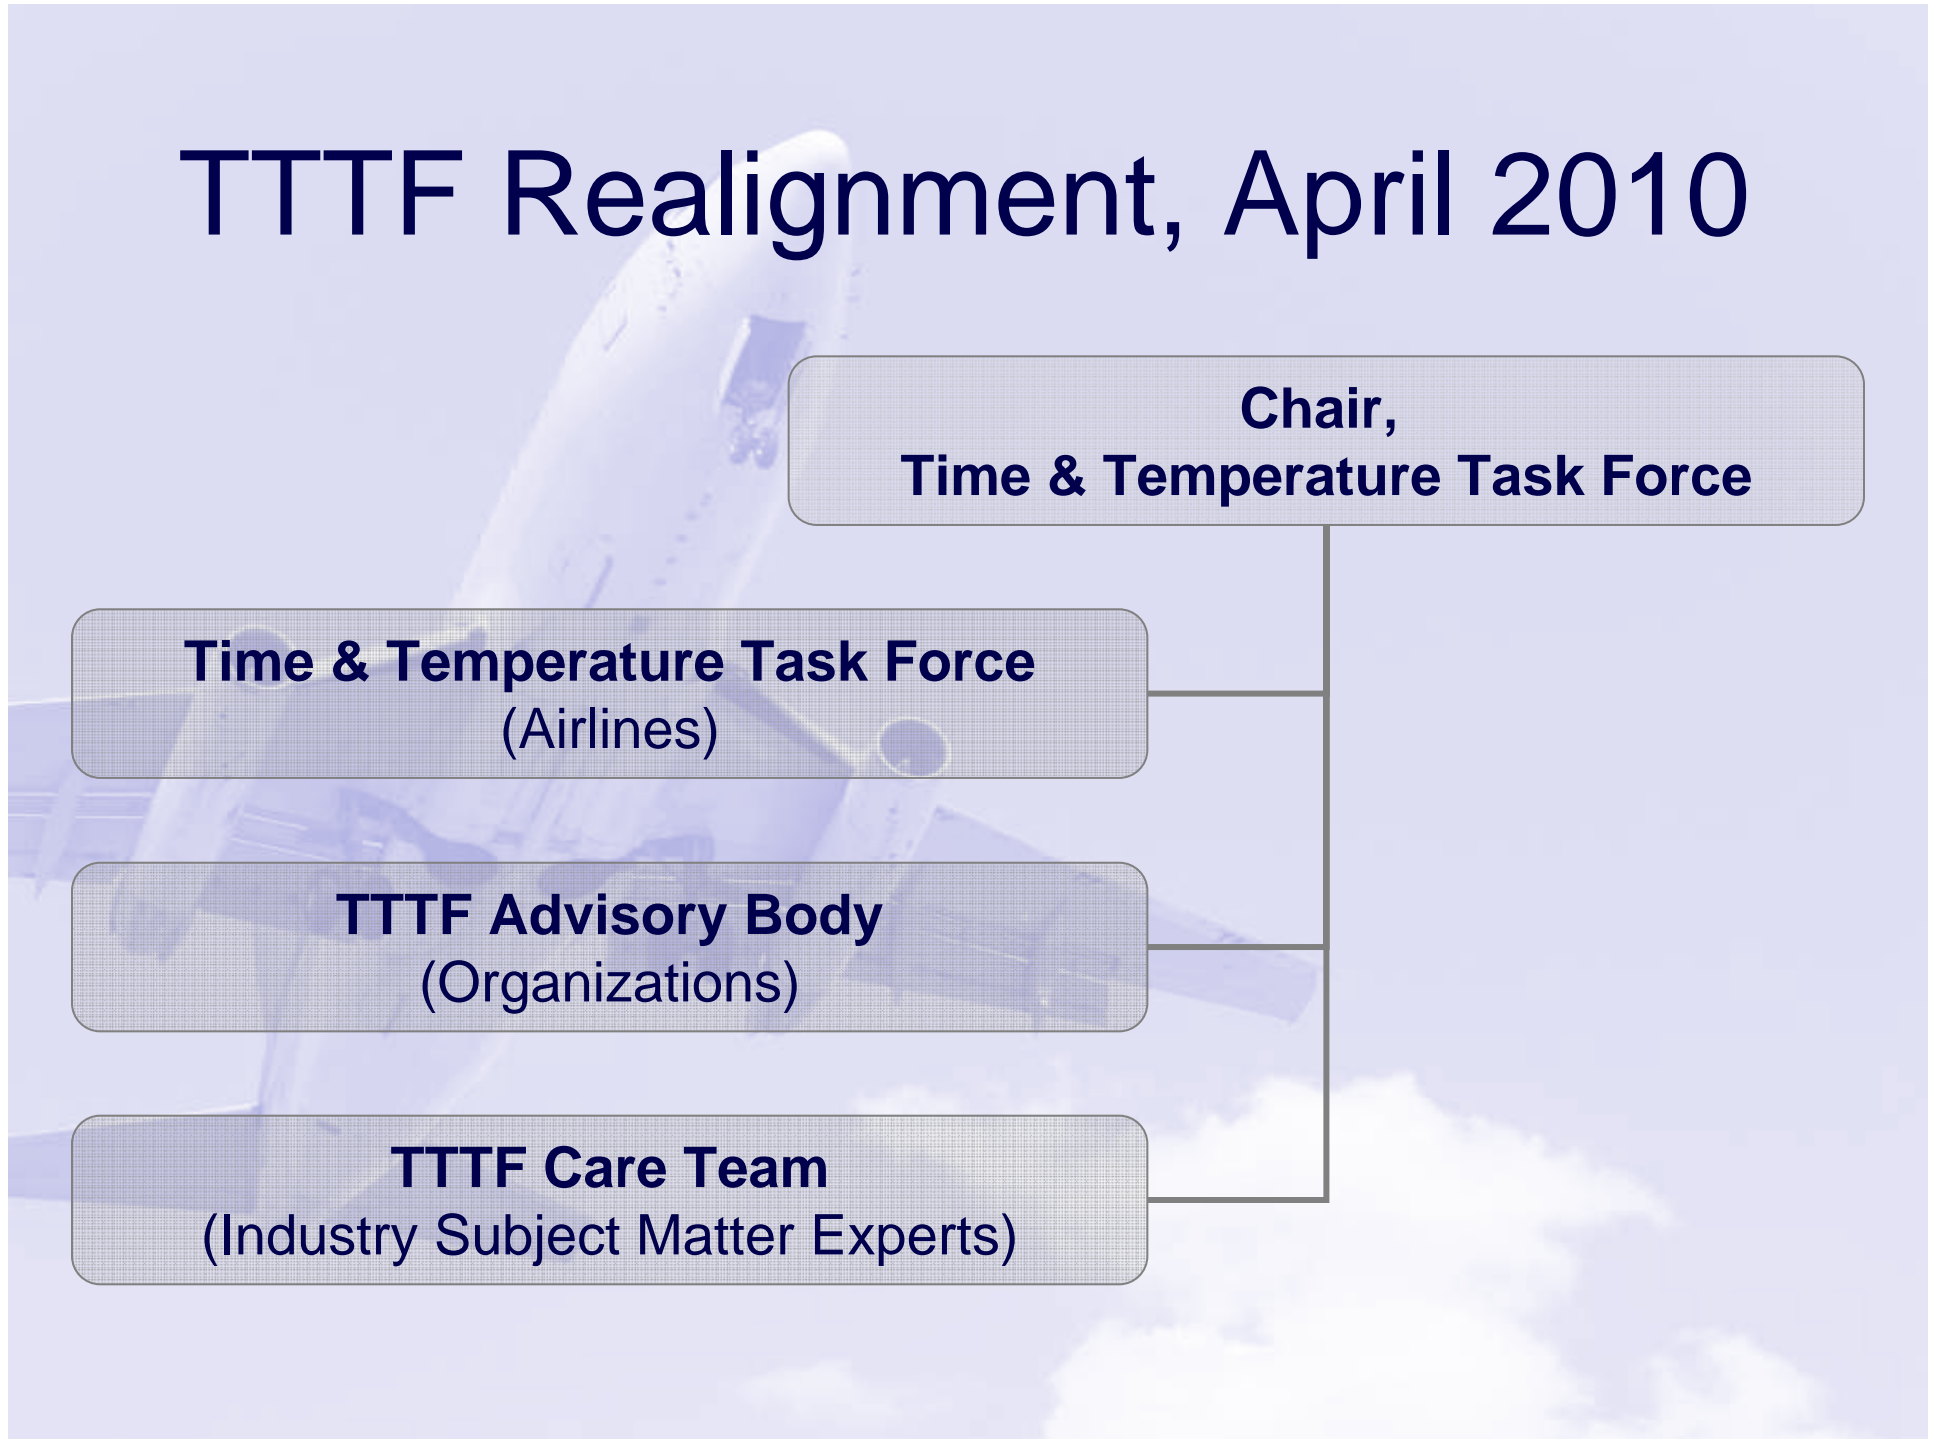 TTTF Realignment, April 2010
Chair,
Time & Temperature Task Force
Time & Temperature Task Force
(Airlines)
TTTF Advisory Body
(Organizations)
TTTF Care Team
(Industry Subject Matter Experts)